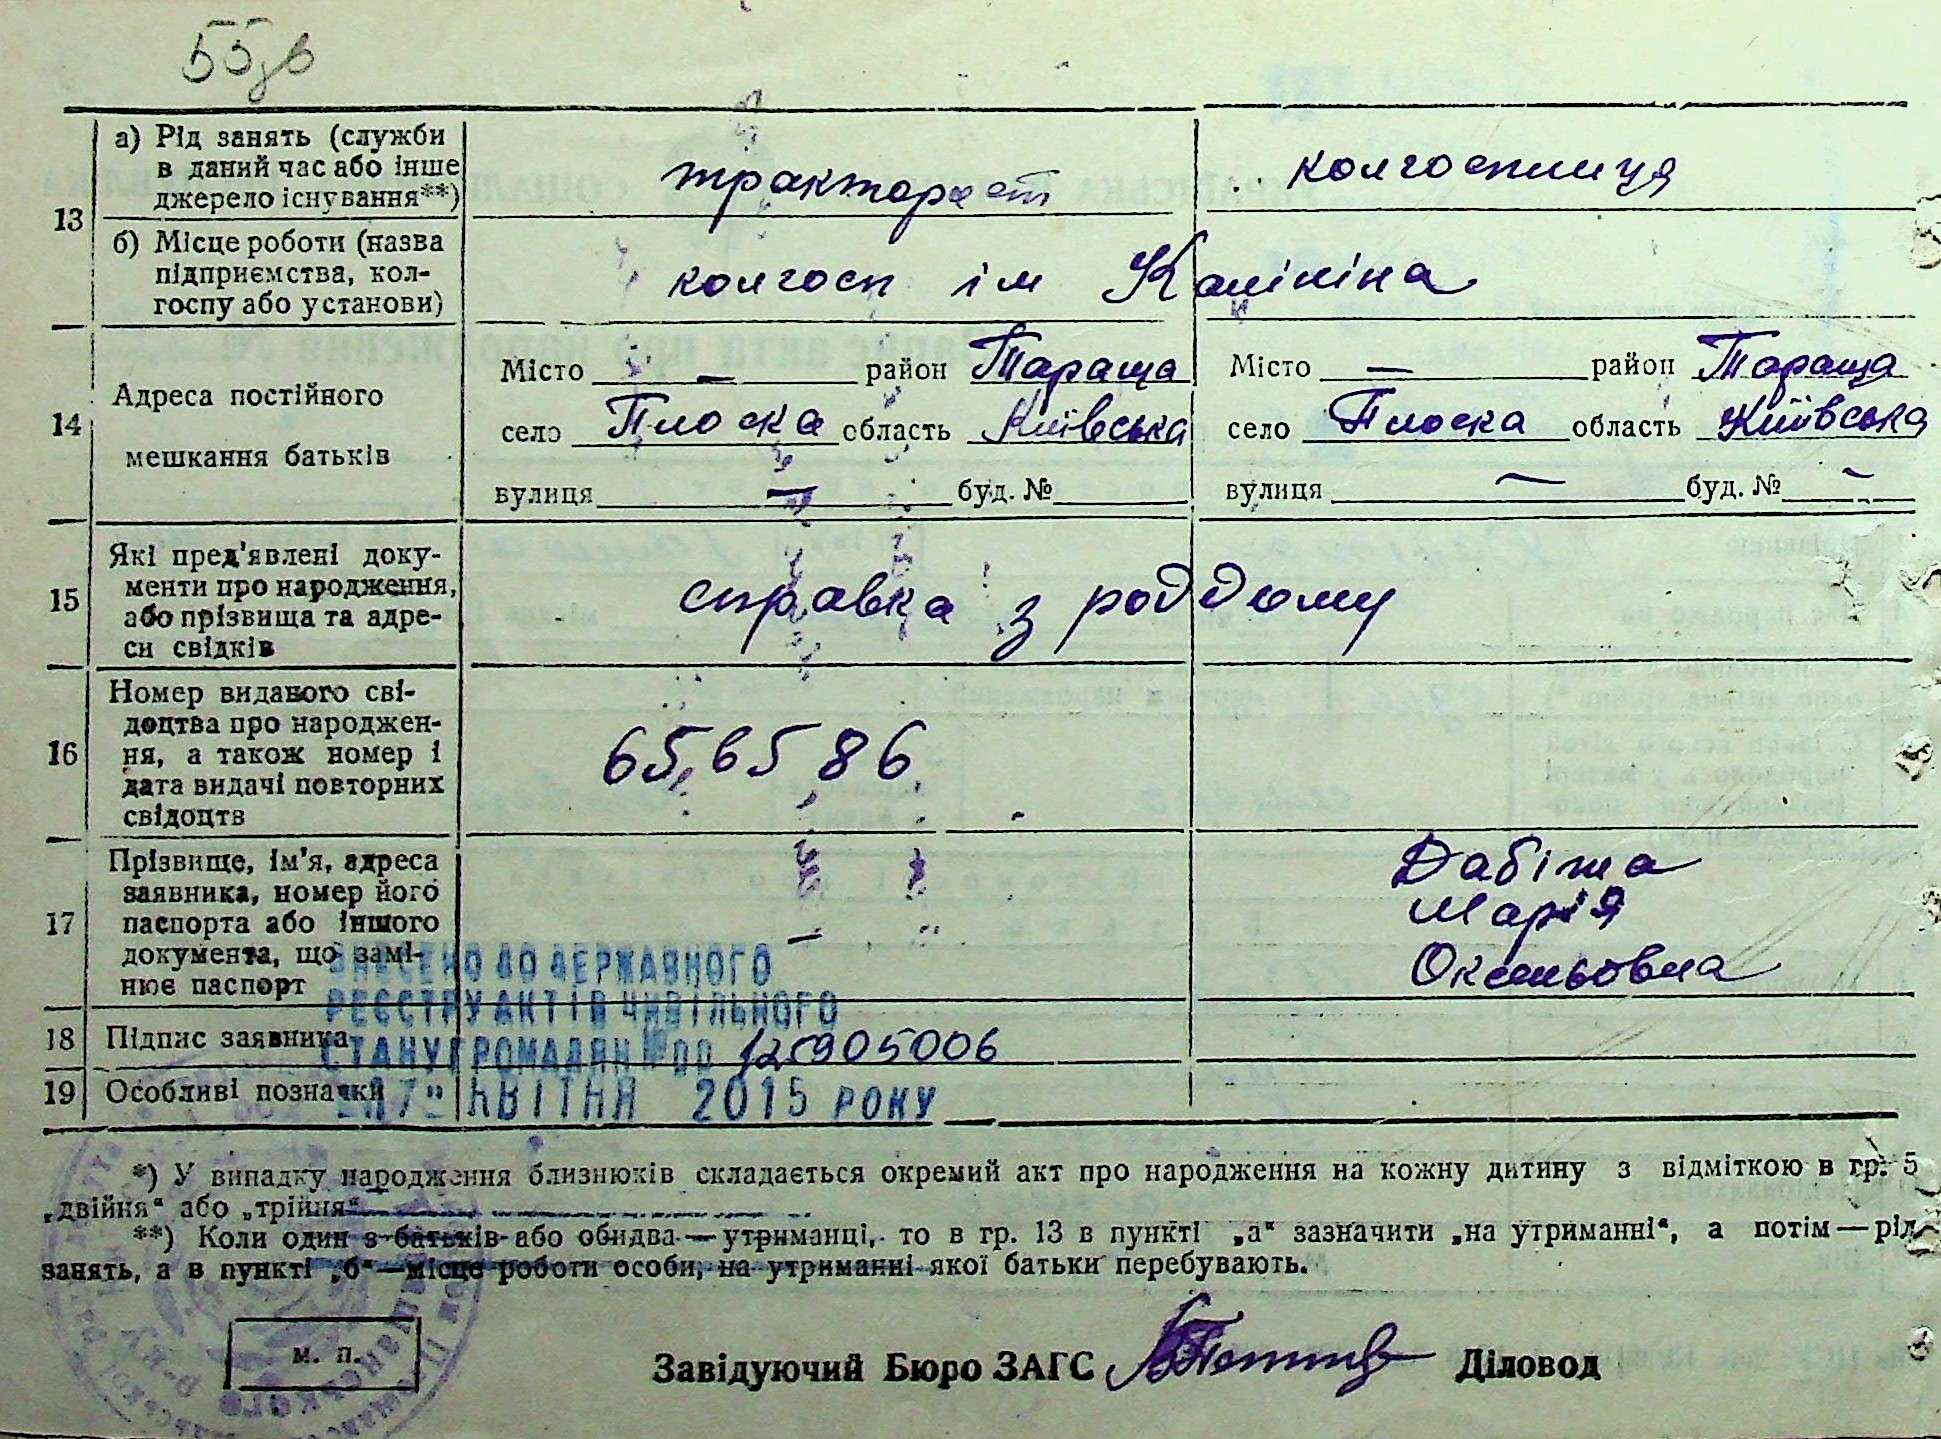 55
а) Рід занять (служби
в даний час або інше
джерело існування**)
тракторист
колгоспниця
13
б) Місце роботи (назва
підприємства, кол-
госпу або установи)
колгосп ім Калініна
14
Адреса постійного
мешкання батьків
Місто — район Тараща
село Плоска область Київська
вулиця — буд. №
Місто — район Тараща
село Плоска область Київська
вулиця — буд. № —
15
Які пред'явлені доку-
менти про народження,
або прізвища та адре-
си свідків
справка з роддому
16
Номер виданого сві-
доцтва про народжен-
ня, а також номер і
дата видачі повторних
свідоцтв
656586
17
Прізвище, ім'я, адреса
заявника, номер його
паспорта або іншого
документа, що замі-
нює паспорт
—
Дабіжа
Марія
18 Підпис заявника
19 Особливі позначки
ВНЕСЕНО ДО ДЕРЖАВНОГО
РЕЄСТРУ АКТІВ ЦИВІЛЬНОГО
СТАНУ ГРОМАДЯН № 00 125905006
КВІТНЯ 2015 РОКУ
*) У випадку народження близнюків складається окремий акт про народження на кожну дитину з відміткою в гр. 5
„двійня“ або „трійня“
**) Коли один з батьків або обидва — утриманці, то в гр. 13 в пункті „а“ зазначити „на утриманні“, а потім — рід
занять, а в пункті „б“ — місце роботи особи, на утриманні якої батьки перебувають.
м. п.
Завідуючий Бюро ЗАГС
Діловод